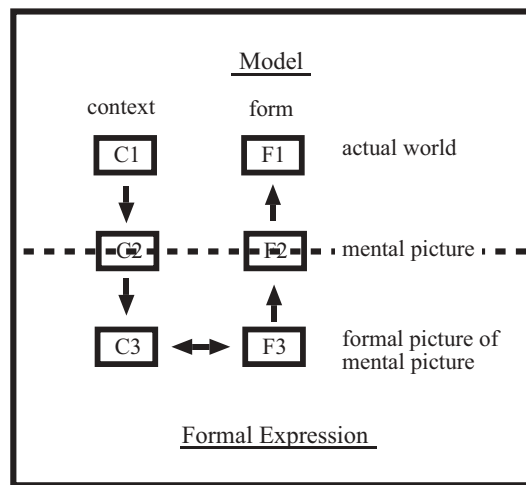 Model
context form
C1 F1 actual world
C2 F2 mental picture
C3 F3 formal picture of
mental picture
Formal Expression